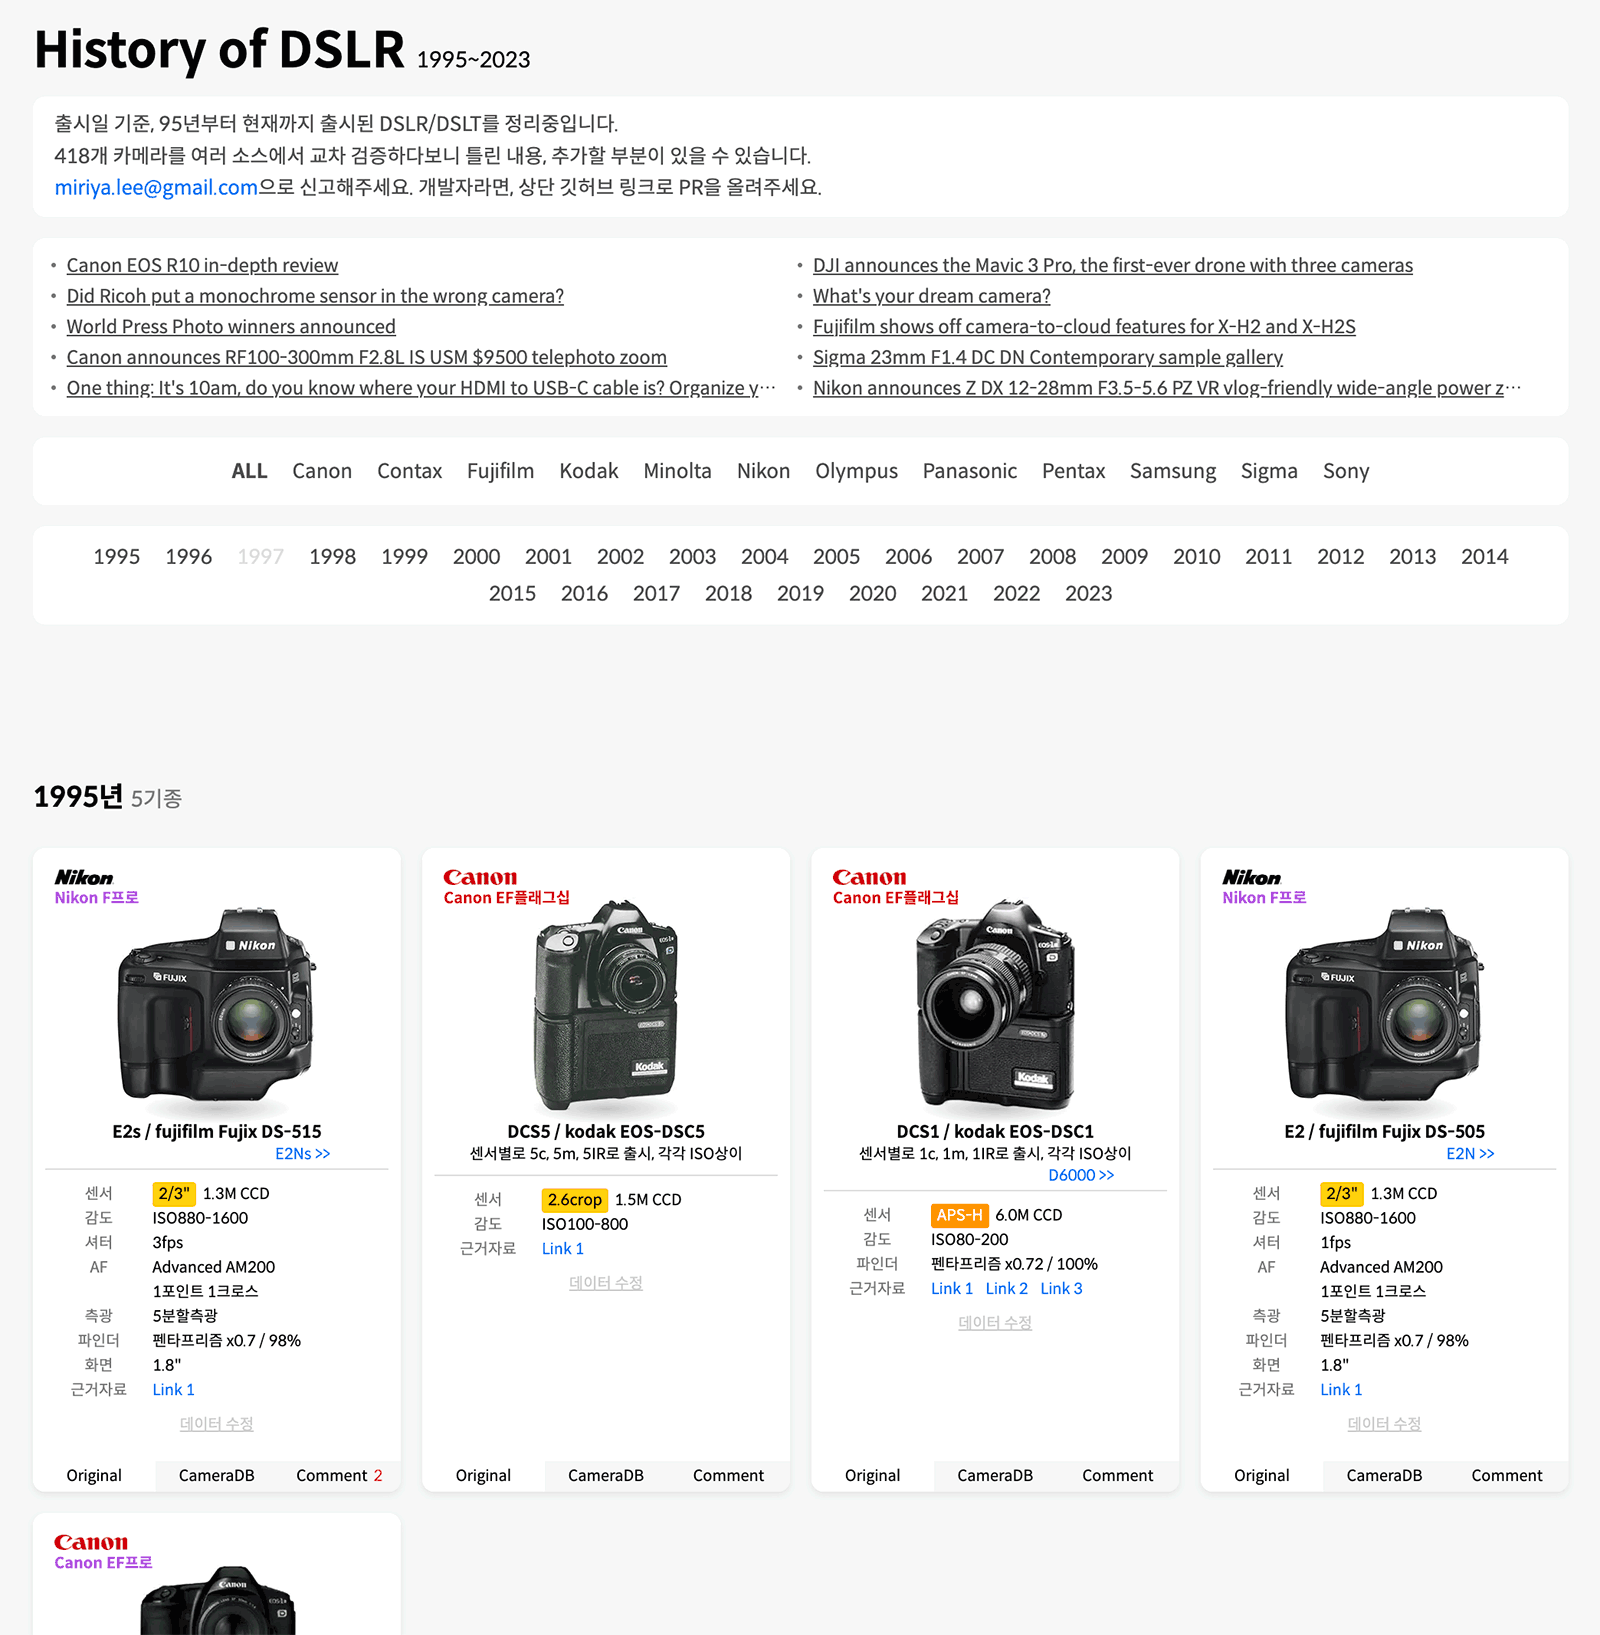 History of DSLR 1995~2023
출시일 기준, 95년부터 현재까지 출시된 DSLR/DSLT를 정리중입니다.
418개 카메라를 여러 소스에서 교차 검증하다보니 틀린 내용, 추가할 부분이 있을 수 있습니다.
miriya.lee@gmail.com으로 신고해주세요. 개발자라면, 상단 깃허브 링크로 PR을 올려주세요.
• Canon EOS R10 in-depth review
• Did Ricoh put a monochrome sensor in the wrong camera?
• World Press Photo winners announced
• Canon announces RF100-300mm F2.8L IS USM $9500 telephoto zoom
• One thing: It's 10am, do you know where your HDMI to USB-C cable is? Organize y···
• DJI announces the Mavic 3 Pro, the first-ever drone with three cameras
• What's your dream camera?
• Fujifilm shows off camera-to-cloud features for X-H2 and X-H2S
• Sigma 23mm F1.4 DC DN Contemporary sample gallery
• Nikon announces Z DX 12-28mm F3.5-5.6 PZ VR vlog-friendly wide-angle power z···
ALL Canon Contax Fujifilm Kodak Minolta Nikon Olympus Panasonic Pentax Samsung Sigma Sony
1995 1996 1997 1998 1999 2000 2001 2002 2003 2004 2005 2006 2007 2008 2009 2010 2011 2012 2013 2014
2015 2016 2017 2018 2019 2020 2021 2022 2023
1995년 5기종
Nikon
Nikon F프로
Nikon
FUJIX
E2s / fujifilm Fujix DS-515
E2Ns >>
센서 2/3" 1.3M CCD
감도 ISO880-1600
셔터 3fps
AF Advanced AM200
1포인트 1크로스
측광 5분할측광
파인더 펜타프리즘 x0.7 / 98%
화면 1.8"
근거자료 Link 1
데이터 수정
Original CameraDB Comment 2
Canon
Canon EF플래그십
Canon
Kodak
DCS5 / kodak EOS-DSC5
센서별로 5c, 5m, 5IR로 출시, 각각 ISO상이
센서 2.6crop 1.5M CCD
감도 ISO100-800
근거자료 Link 1
데이터 수정
Original CameraDB Comment
Canon
Canon EF플래그십
Canon
Kodak
DCS1 / kodak EOS-DSC1
센서별로 1c, 1m, 1IR로 출시, 각각 ISO상이
D6000 >>
센서 APS-H 6.0M CCD
감도 ISO80-200
파인더 펜타프리즘 x0.72 / 100%
근거자료 Link 1 Link 2 Link 3
데이터 수정
Original CameraDB Comment
Nikon
Nikon F프로
Nikon
FUJIX
E2 / fujifilm Fujix DS-505
E2N >>
센서 2/3" 1.3M CCD
감도 ISO880-1600
셔터 1fps
AF Advanced AM200
1포인트 1크로스
측광 5분할측광
파인더 펜타프리즘 x0.7 / 98%
화면 1.8"
근거자료 Link 1
데이터 수정
Original CameraDB Comment
Canon
Canon EF프로
Canon